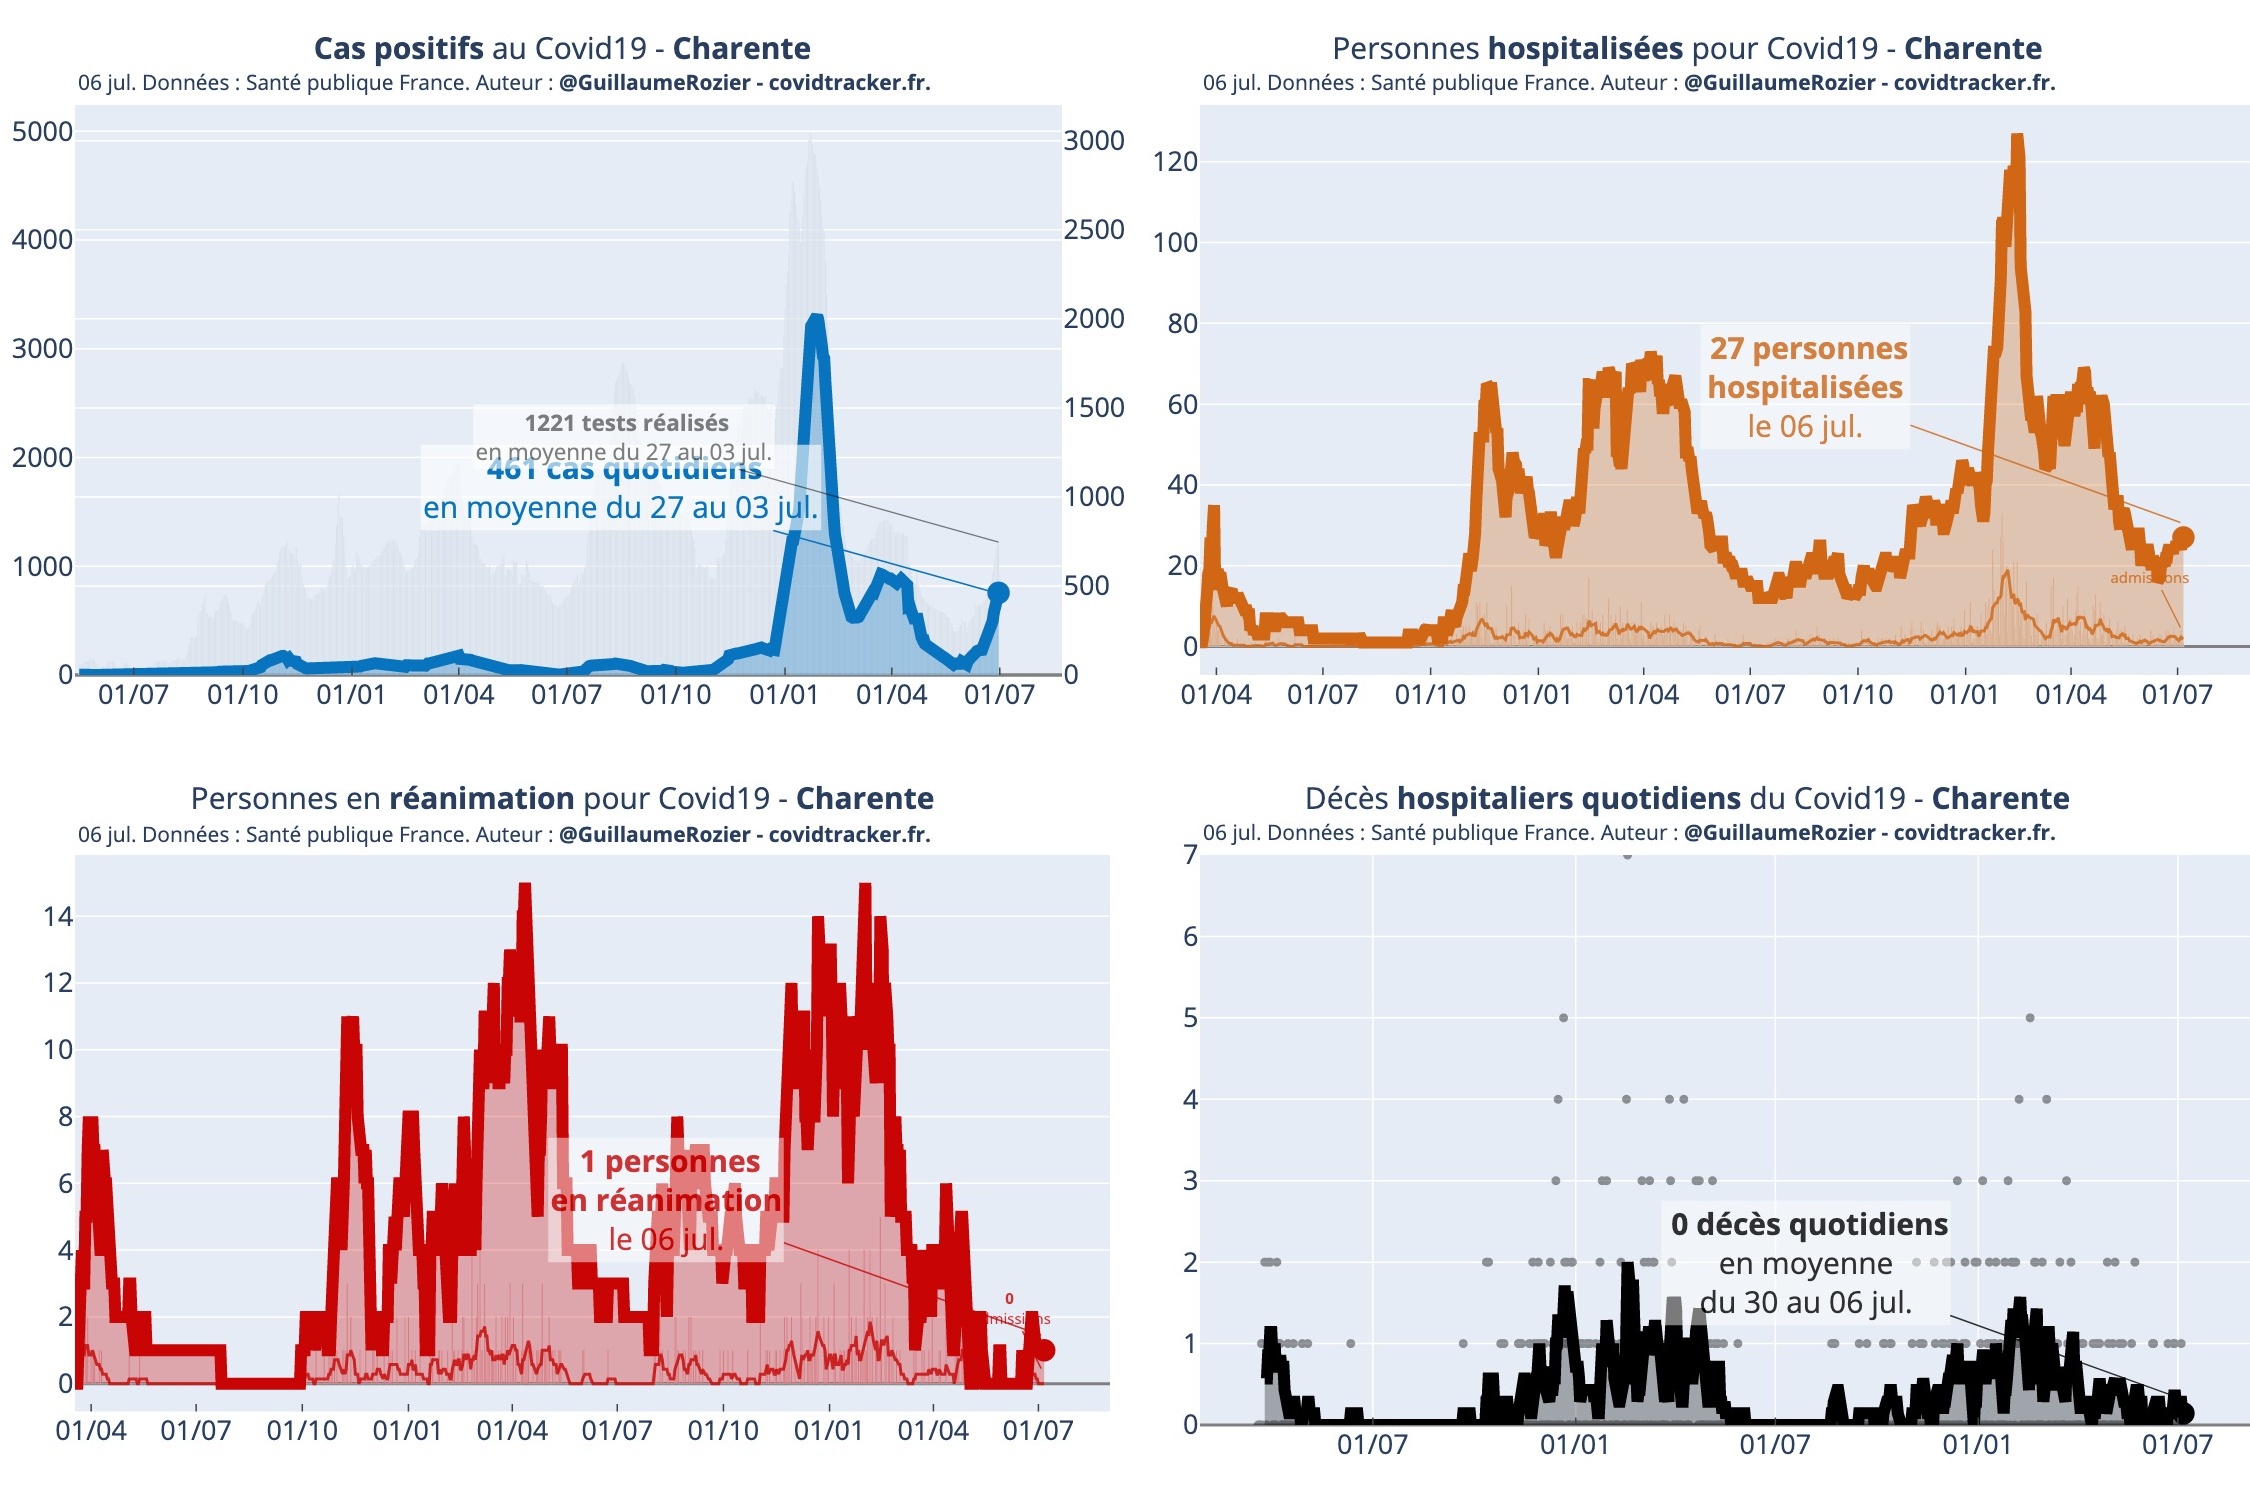 Cas positifs au Covid19 - Charente
06 jul. Données : Santé publique France. Auteur : @GuillaumeRozier - covidtracker.fr.
5000
4000
3000
2000
1000
0
3000
2500
2000
1500
1000
500
0
1221 tests réalisés
en moyenne du 27 au 03 jul.
461 cas quotidiens
en moyenne du 27 au 03 jul.
01/07 01/10 01/01 01/04 01/07 01/10 01/01 01/04 01/07
Personnes hospitalisées pour Covid19 - Charente
06 jul. Données : Santé publique France. Auteur : @GuillaumeRozier - covidtracker.fr.
120
100
80
60
40
20
0
27 personnes
hospitalisées
le 06 jul.
admissions
01/04 01/07 01/10 01/01 01/04 01/07 01/10 01/01 01/04 01/07
Personnes en réanimation pour Covid19 - Charente
06 jul. Données : Santé publique France. Auteur : @GuillaumeRozier - covidtracker.fr.
14
12
10
8
6
4
2
0
1 personnes
en réanimation
le 06 jul.
0
admissions
01/04 01/07 01/10 01/01 01/04 01/07 01/10 01/01 01/04 01/07
Décès hospitaliers quotidiens du Covid19 - Charente
06 jul. Données : Santé publique France. Auteur : @GuillaumeRozier - covidtracker.fr.
7
6
5
4
3
2
1
0
0 décès quotidiens
en moyenne
du 30 au 06 jul.
01/07 01/01 01/07 01/01 01/07